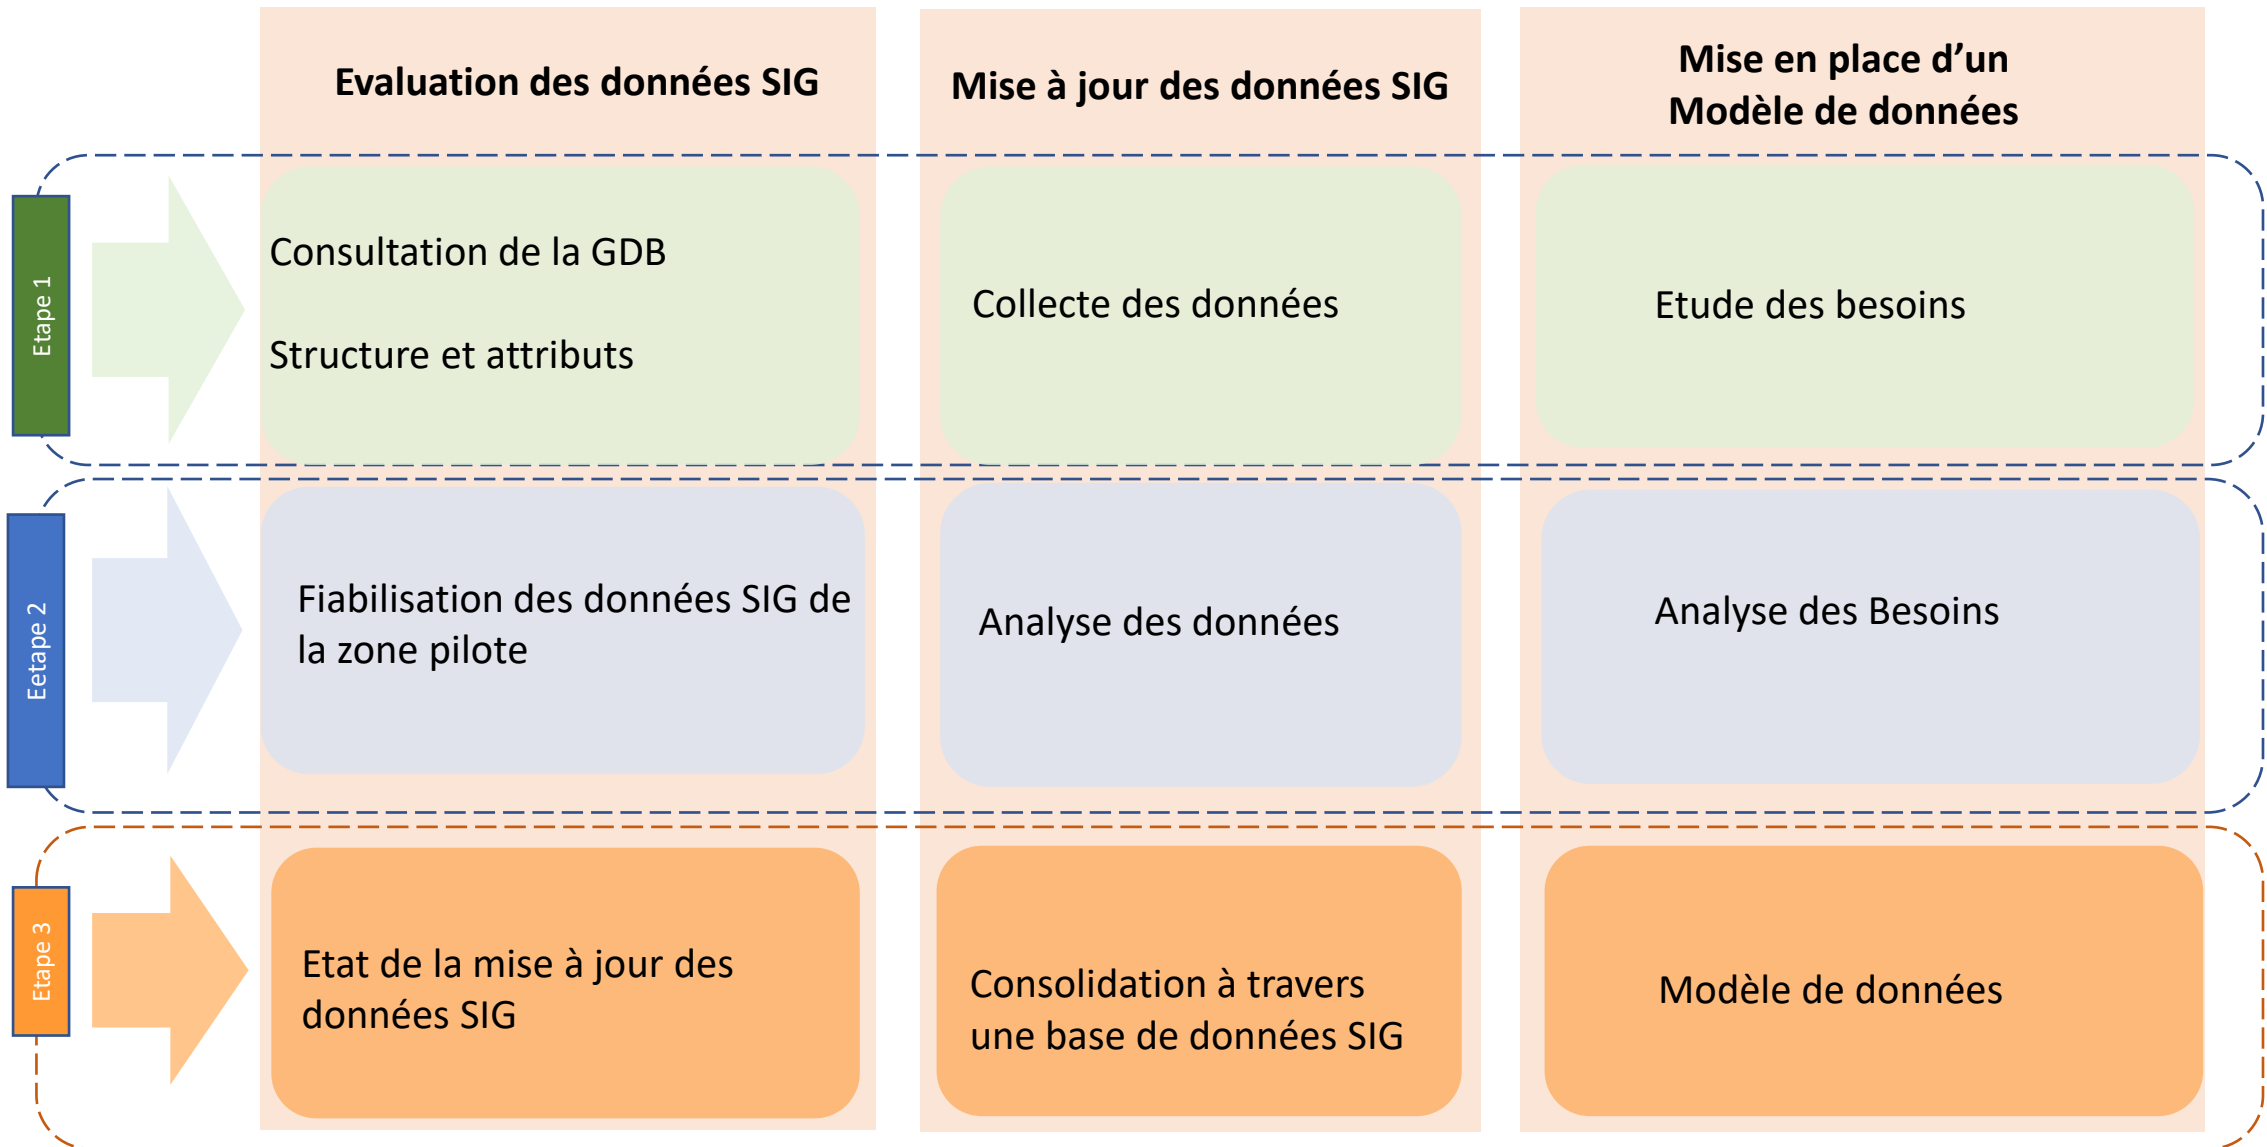 Evaluation des données SIG
Mise à jour des données SIG
Mise en place d’un
Modèle de données
Etape 1
Consultation de la GDB
Structure et attributs
Collecte des données
Etude des besoins
Eetape 2
Fiabilisation des données SIG de
la zone pilote
Analyse des données
Analyse des Besoins
Etape 3
Etat de la mise à jour des
données SIG
Consolidation à travers
une base de données SIG
Modèle de données